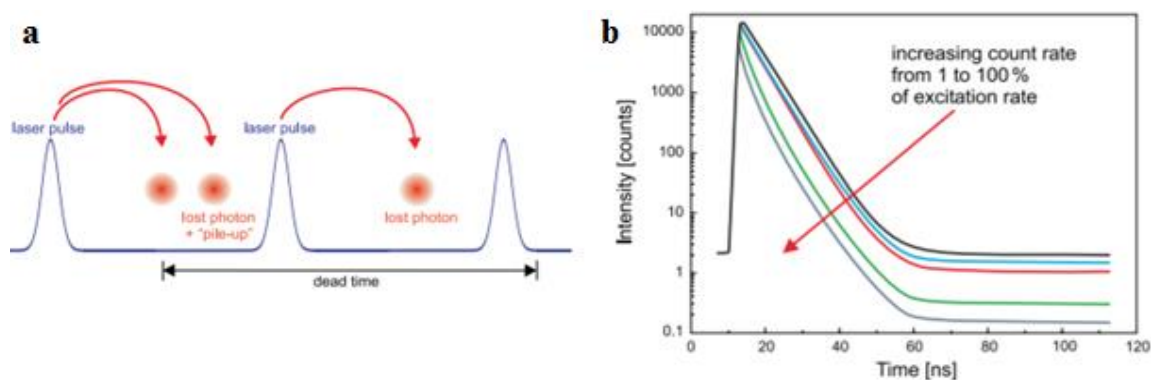 a
laser pulse
laser pulse
lost photon
+ "pile-up"
lost photon
dead time
b
increasing count rate
from 1 to 100 %
of excitation rate
Intensity [counts]
10000
1000
100
10
1
0.1
0
20
40
60
80
100
120
Time [ns]